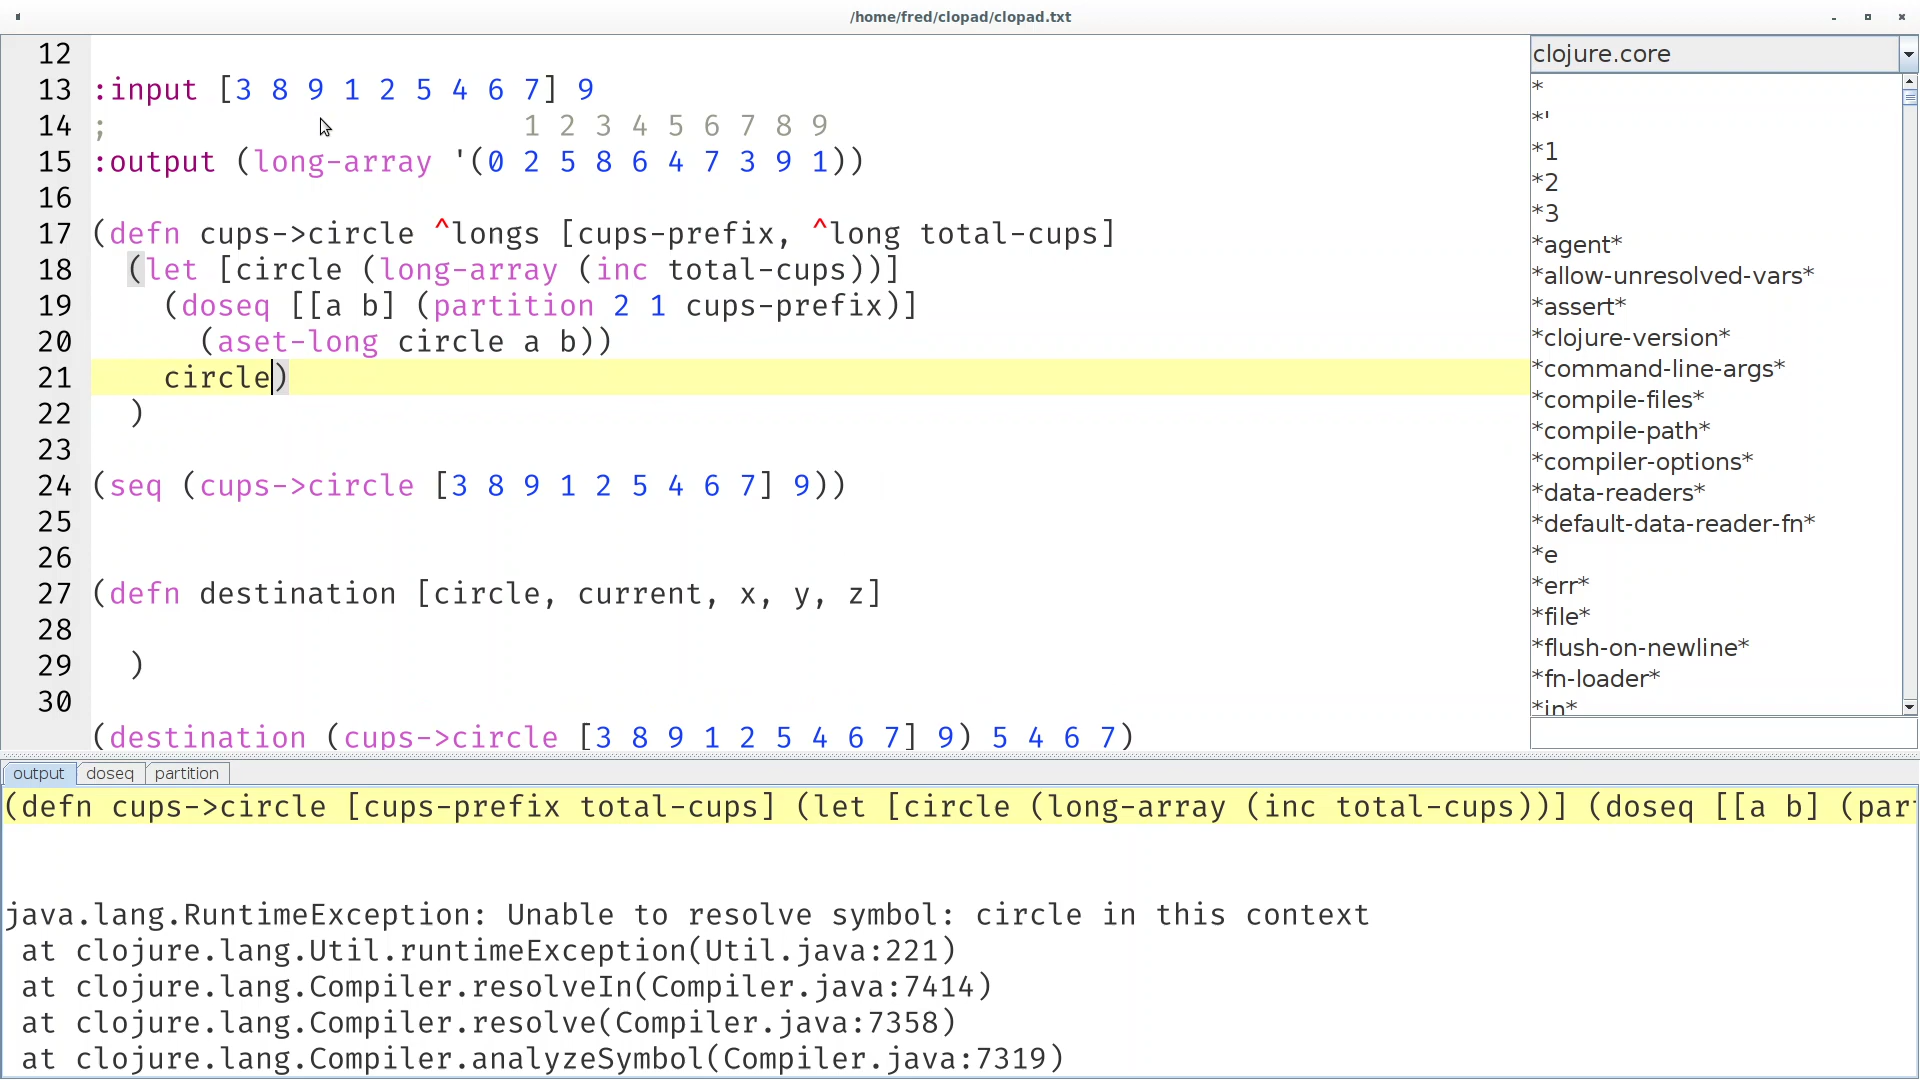 /home/fred/clopad/clopad.txt
12
13 :input [3 8 9 1 2 5 4 6 7] 9
14 ; 1 2 3 4 5 6 7 8 9
15 :output (long-array '(0 2 5 8 6 4 7 3 9 1))
16
17 (defn cups->circle ^longs [cups-prefix, ^long total-cups]
18 (let [circle (long-array (inc total-cups))]
19 (doseq [[a b] (partition 2 1 cups-prefix)]
20 (aset-long circle a b))
21 circle)
22 )
23
24 (seq (cups->circle [3 8 9 1 2 5 4 6 7] 9))
25
26
27 (defn destination [circle, current, x, y, z]
28
29 )
30
(destination (cups->circle [3 8 9 1 2 5 4 6 7] 9) 5 4 6 7)
clojure.core
*
*'
*1
*2
*3
*agent*
*allow-unresolved-vars*
*assert*
*clojure-version*
*command-line-args*
*compile-files*
*compile-path*
*compiler-options*
*data-readers*
*default-data-reader-fn*
*e
*err*
*file*
*flush-on-newline*
*fn-loader*
*in*
output doseq partition
(defn cups->circle [cups-prefix total-cups] (let [circle (long-array (inc total-cups))] (doseq [[a b] (par
java.lang.RuntimeException: Unable to resolve symbol: circle in this context
at clojure.lang.Util.runtimeException(Util.java:221)
at clojure.lang.Compiler.resolveIn(Compiler.java:7414)
at clojure.lang.Compiler.resolve(Compiler.java:7358)
at clojure.lang.Compiler.analyzeSymbol(Compiler.java:7319)